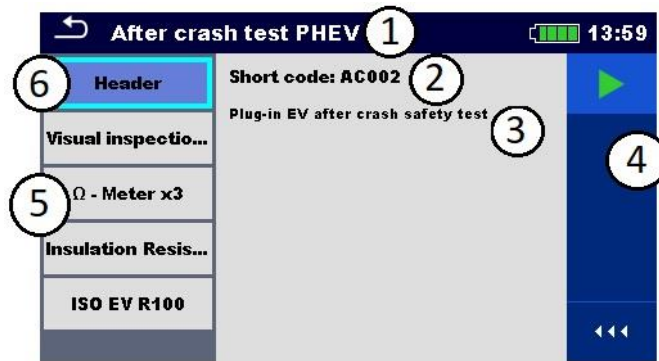 After crash test PHEV 1 13:59
6 Header
Short code: AC002 2
Plug-in EV after crash safety test 3
Visual inspectio...
4
5 Ω - Meter x3
Insulation Resis...
ISO EV R100